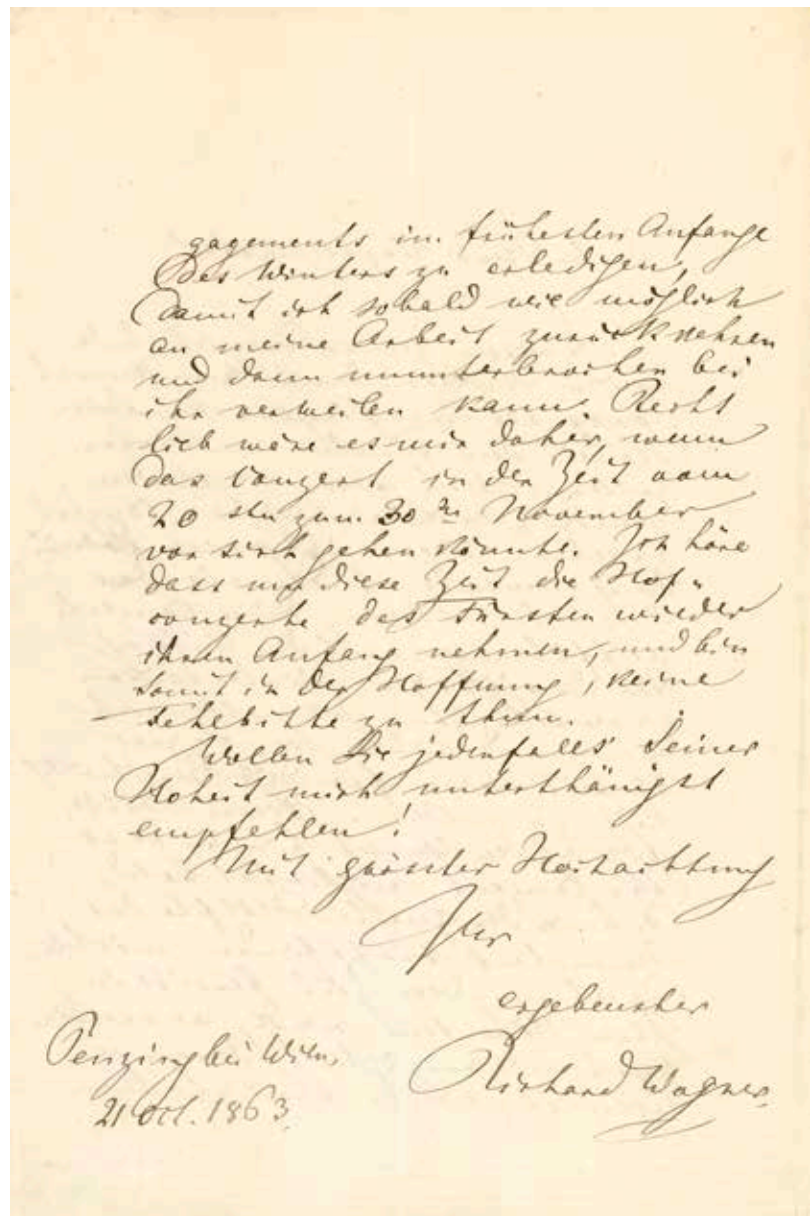 gagements im frühesten Anfange
des Winters zu erledigen,
damit ich sobald wie möglich
an meine Arbeit zurückkehren
und dann ununterbrochen bei
ihr verweilen kann. Recht
lieb wäre es mir daher, wenn
das Conzert in der Zeit vom
20 sten zum 30 ten November
vor sich gehen könnte. Ich höre
dass um diese Zeit die Hof-
conzerte des Fürsten wieder
ihren Anfang nehmen, und bin
somit in der Hoffnung, keine
Fehlbitte zu thun.
Wollen Sie jedenfalls Seiner
Hoheit mich unterthänigst
empfehlen!
Mit grösster Hochachtung
Ihr
ergebenster
Richard Wagner.
Penzing bei Wien.
21 Oct. 1863.